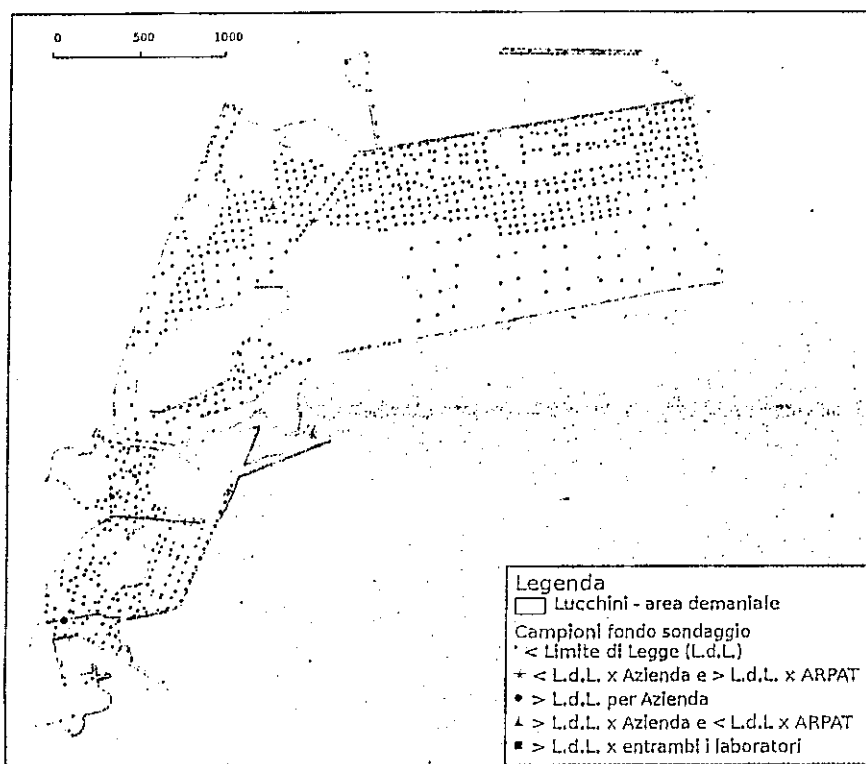 0 500 1000
Legenda
Lucchini - area demaniale
Campioni fondo sondaggio
< Limite di Legge (L.d.L.)
< L.d.L. x Azienda e > L.d.L. x ARPAT
> L.d.L. per Azienda
> L.d.L. x Azienda e < L.d.L x ARPAT
> L.d.L. x entrambi i laboratori